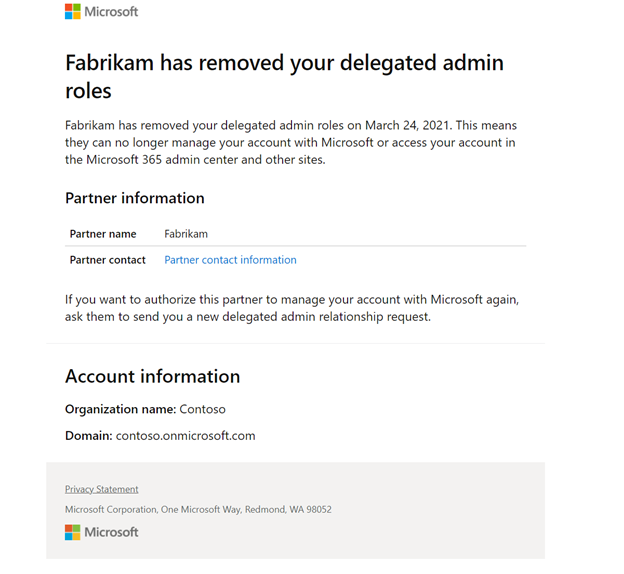 Microsoft
Fabrikam has removed your delegated admin
roles
Fabrikam has removed your delegated admin roles on March 24, 2021. This means
they can no longer manage your account with Microsoft or access your account in
the Microsoft 365 admin center and other sites.
Partner information
Partner name Fabrikam
Partner contact Partner contact information
If you want to authorize this partner to manage your account with Microsoft again,
ask them to send you a new delegated admin relationship request.
Account information
Organization name: Contoso
Domain: contoso.onmicrosoft.com
Privacy Statement
Microsoft Corporation, One Microsoft Way, Redmond, WA 98052
Microsoft